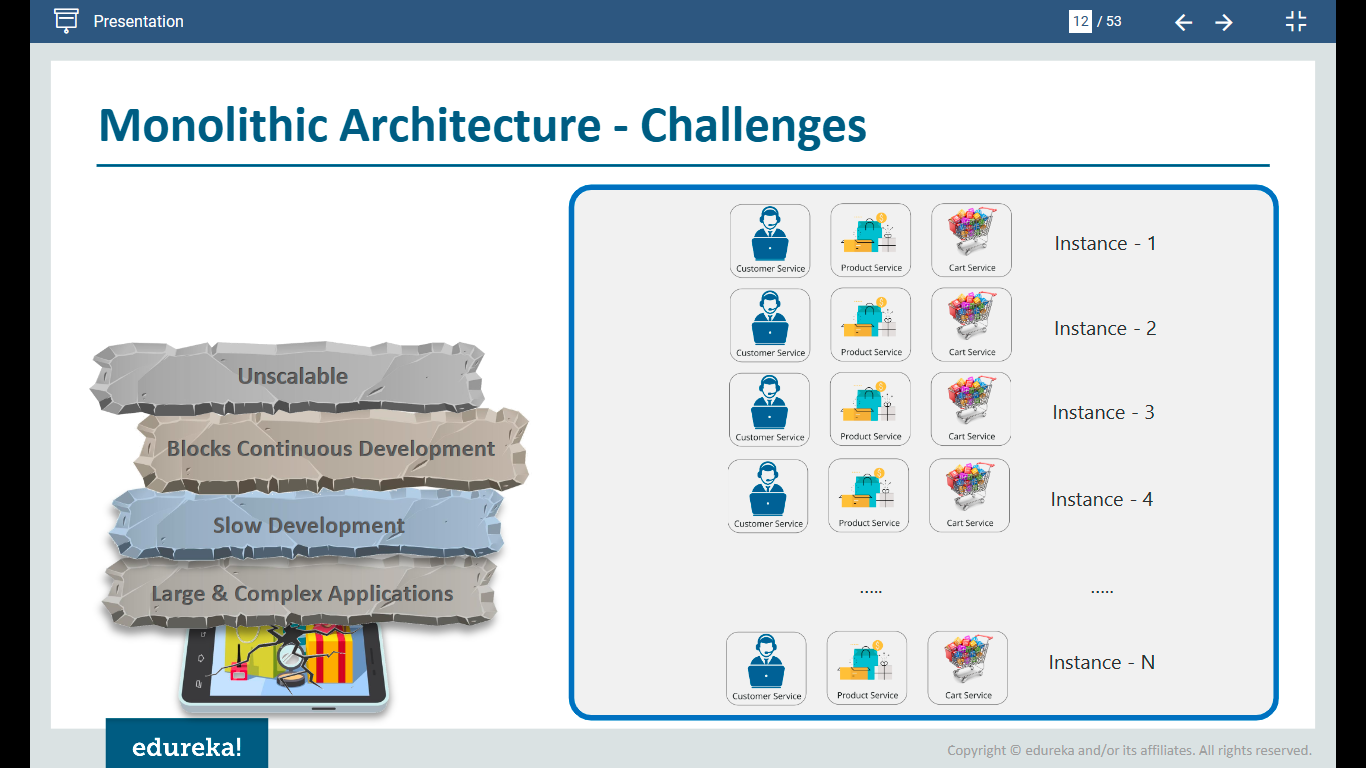 Presentation
12 / 53
Monolithic Architecture - Challenges
Unscalable
Blocks Continuous Development
Slow Development
Large & Complex Applications
Customer Service
Product Service
Cart Service
Instance - 1
Customer Service
Product Service
Cart Service
Instance - 2
Customer Service
Product Service
Cart Service
Instance - 3
Customer Service
Product Service
Cart Service
Instance - 4
.....
.....
Customer Service
Product Service
Cart Service
Instance - N
edureka!
Copyright © edureka and/or its affiliates. All rights reserved.